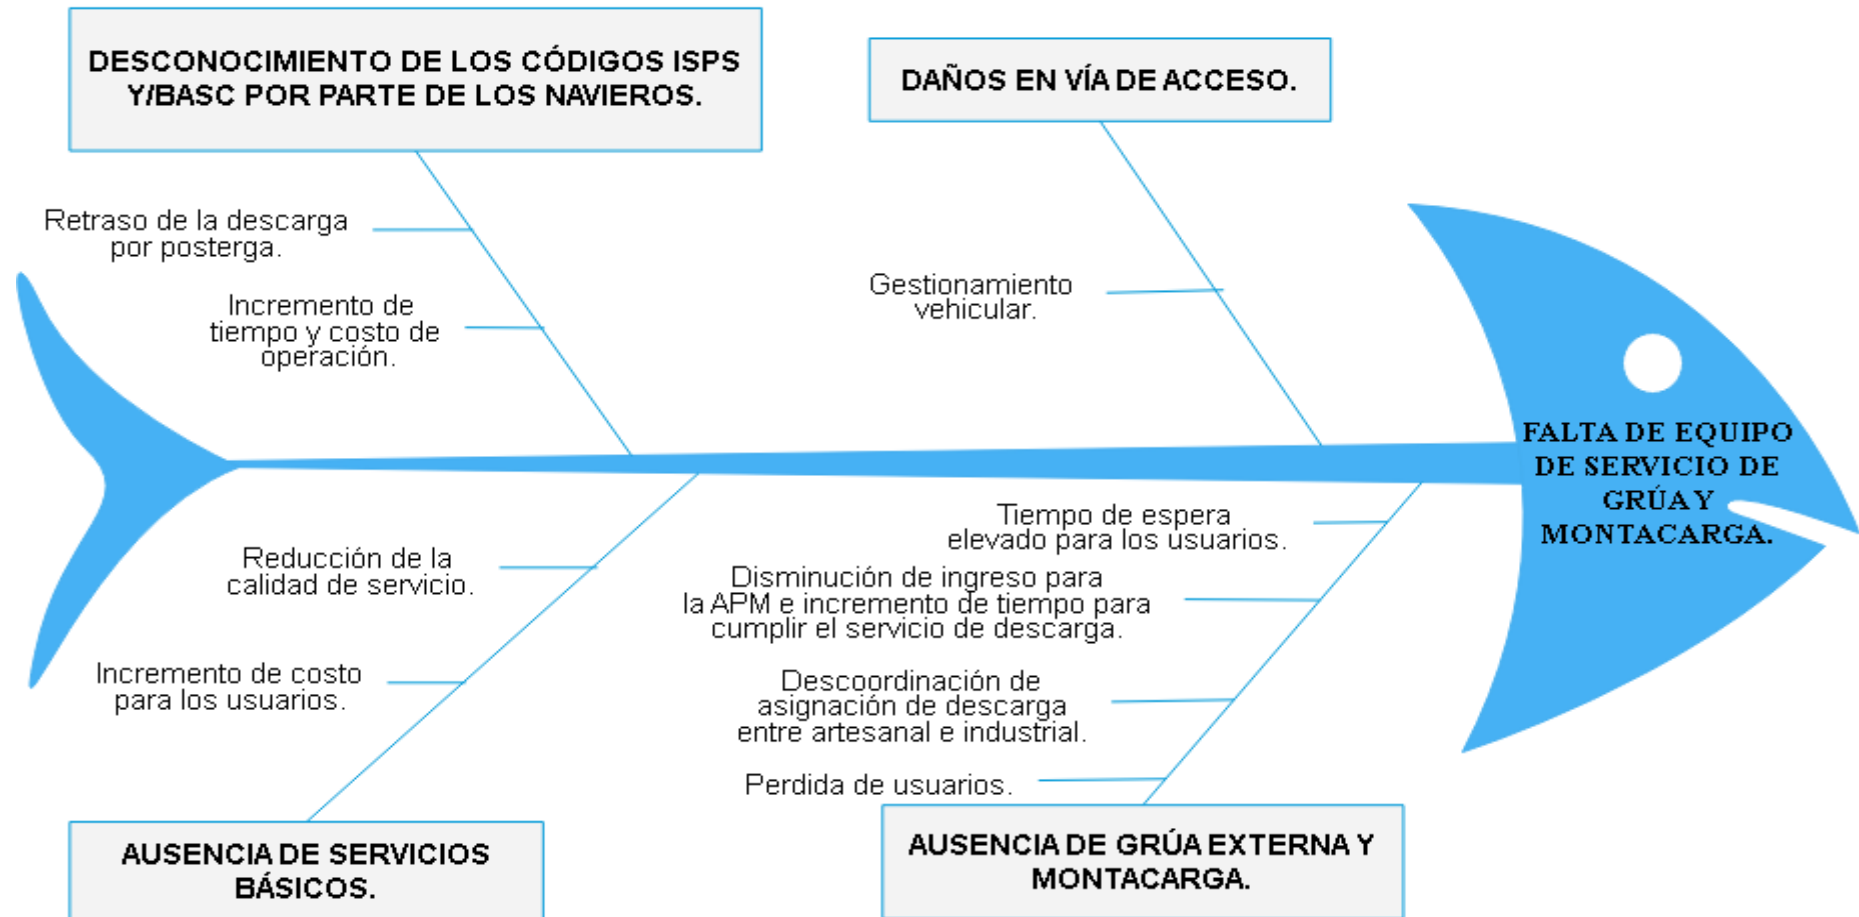 DESCONOCIMIENTO DE LOS CÓDIGOS ISPS
Y/BASC POR PARTE DE LOS NAVIEROS.
DAÑOS EN VÍA DE ACCESO.
Retraso de la descarga
por posterga.
Incremento de
tiempo y costo de
operación.
Gestionamiento
vehicular.
FALTA DE EQUIPO
DE SERVICIO DE
GRÚA Y
MONTACARGA.
Reducción de la
calidad de servicio.
Incremento de costo
para los usuarios.
Tiempo de espera
elevado para los usuarios.
Disminución de ingreso para
la APM e incremento de tiempo para
cumplir el servicio de descarga.
Descoordinación de
asignación de descarga
entre artesanal e industrial.
Perdida de usuarios.
AUSENCIA DE SERVICIOS
BÁSICOS.
AUSENCIA DE GRÚA EXTERNA Y
MONTACARGA.